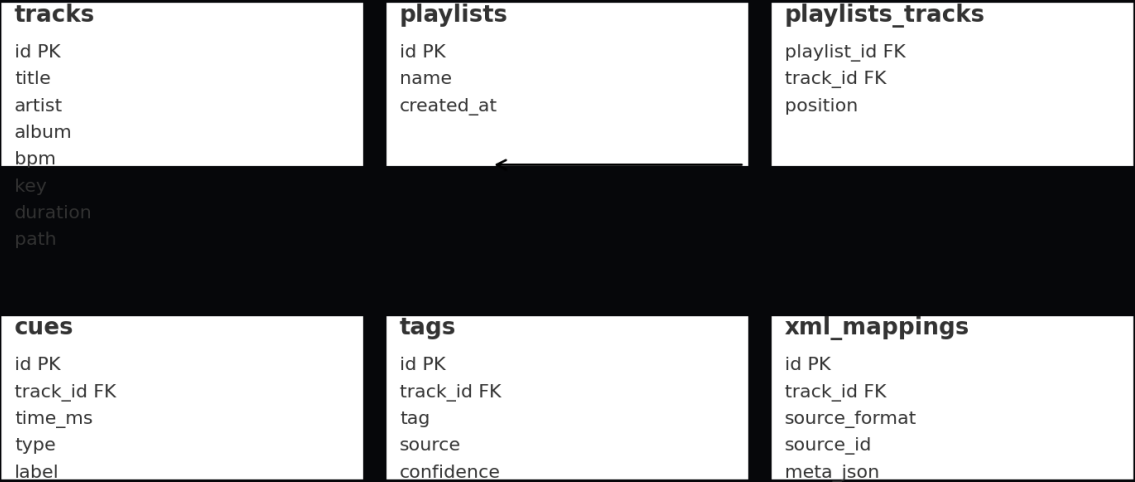 tracks
id PK
title
artist
album
bpm
key
duration
path
playlists
id PK
name
created_at
playlists_tracks
playlist_id FK
track_id FK
position
cues
id PK
track_id FK
time_ms
type
label
tags
id PK
track_id FK
tag
source
confidence
xml_mappings
id PK
track_id FK
source_format
source_id
meta_json